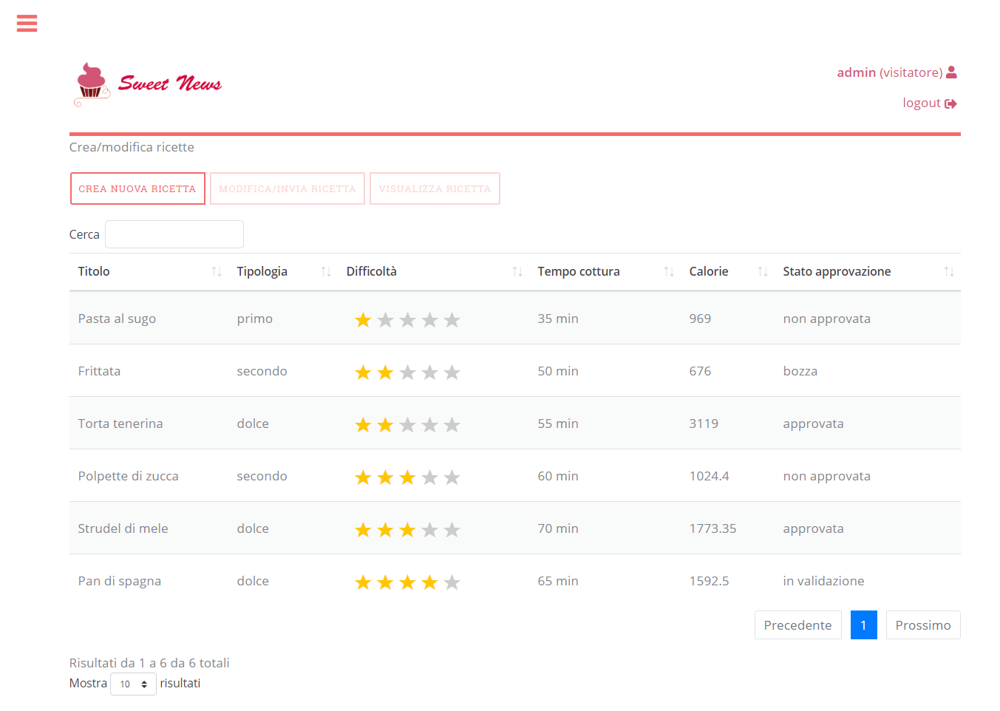 Sweet News
admin (visitatore)
logout
Crea/modifica ricette
CREA NUOVA RICETTA MODIFICA/INVIA RICETTA VISUALIZZA RICETTA
Cerca
Titolo Tipologia Difficoltà Tempo cottura Calorie Stato approvazione
Pasta al sugo primo 35 min 969 non approvata
Frittata secondo 50 min 676 bozza
Torta tenerina dolce 55 min 3119 approvata
Polpette di zucca secondo 60 min 1024.4 non approvata
Strudel di mele dolce 70 min 1773.35 approvata
Pan di spagna dolce 65 min 1592.5 in validazione
Precedente 1 Prossimo
Risultati da 1 a 6 da 6 totali
Mostra 10 risultati